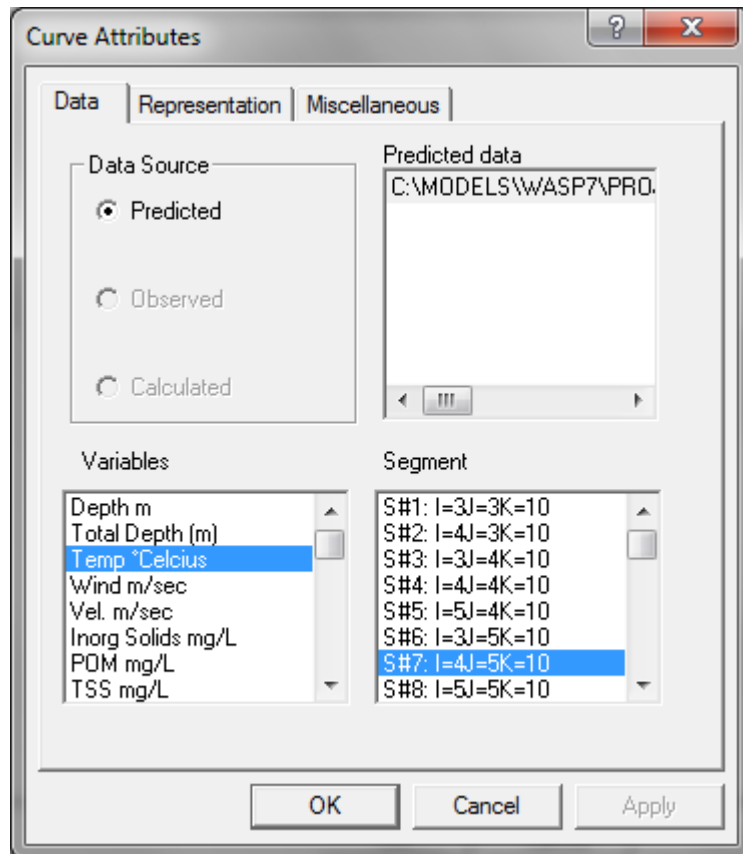 Curve Attributes
Data
Representation
Miscellaneous
Data Source
Predicted
Observed
Calculated
Predicted data
C:\MODELS\WASP7\PRO
Variables
Depth m
Total Depth (m)
Temp °Celcius
Wind m/sec
Vel. m/sec
Inorg Solids mg/L
POM mg/L
TSS mg/L
Segment
S#1: I=3J=3K=10
S#2: I=4J=3K=10
S#3: I=3J=4K=10
S#4: I=4J=4K=10
S#5: I=5J=4K=10
S#6: I=3J=5K=10
S#7: I=4J=5K=10
S#8: I=5J=5K=10
OK
Cancel
Apply